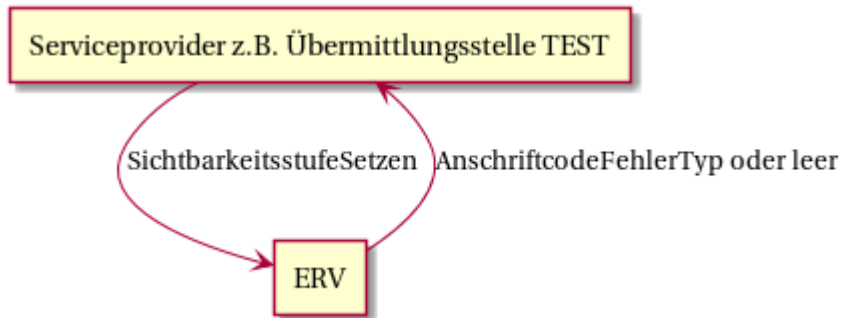 Serviceprovider z.B. Übermittlungsstelle TEST
SichtbarkeitsstufeSetzen
AnschriftcodeFehlerTyp oder leer
ERV